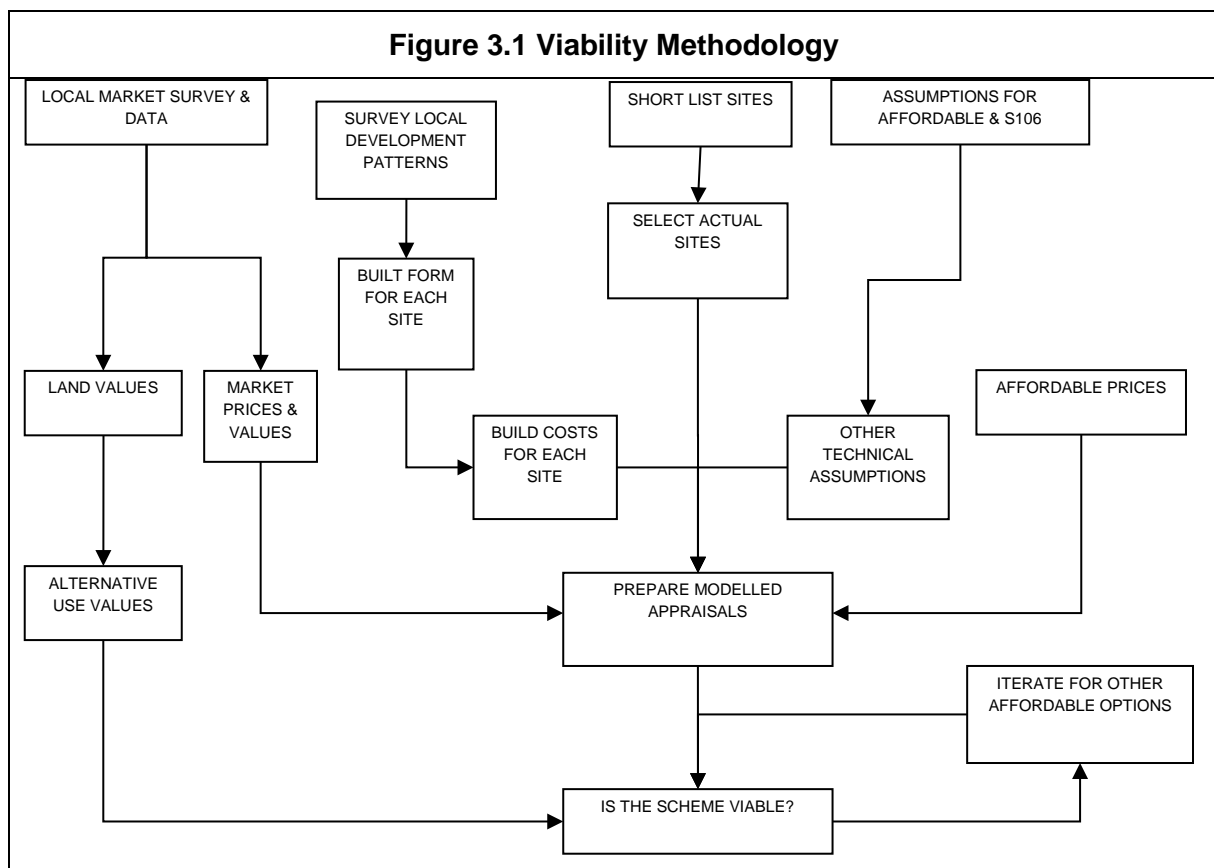 Figure 3.1 Viability Methodology
LOCAL MARKET SURVEY &
DATA
SURVEY LOCAL
DEVELOPMENT
PATTERNS
SHORT LIST SITES
ASSUMPTIONS FOR
AFFORDABLE & S106
SELECT ACTUAL
SITES
BUILT FORM
FOR EACH
SITE
LAND VALUES
MARKET
PRICES &
VALUES
AFFORDABLE PRICES
BUILD COSTS
FOR EACH
SITE
OTHER
TECHNICAL
ASSUMPTIONS
ALTERNATIVE
USE VALUES
PREPARE MODELLED
APPRAISALS
ITERATE FOR OTHER
AFFORDABLE OPTIONS
IS THE SCHEME VIABLE?